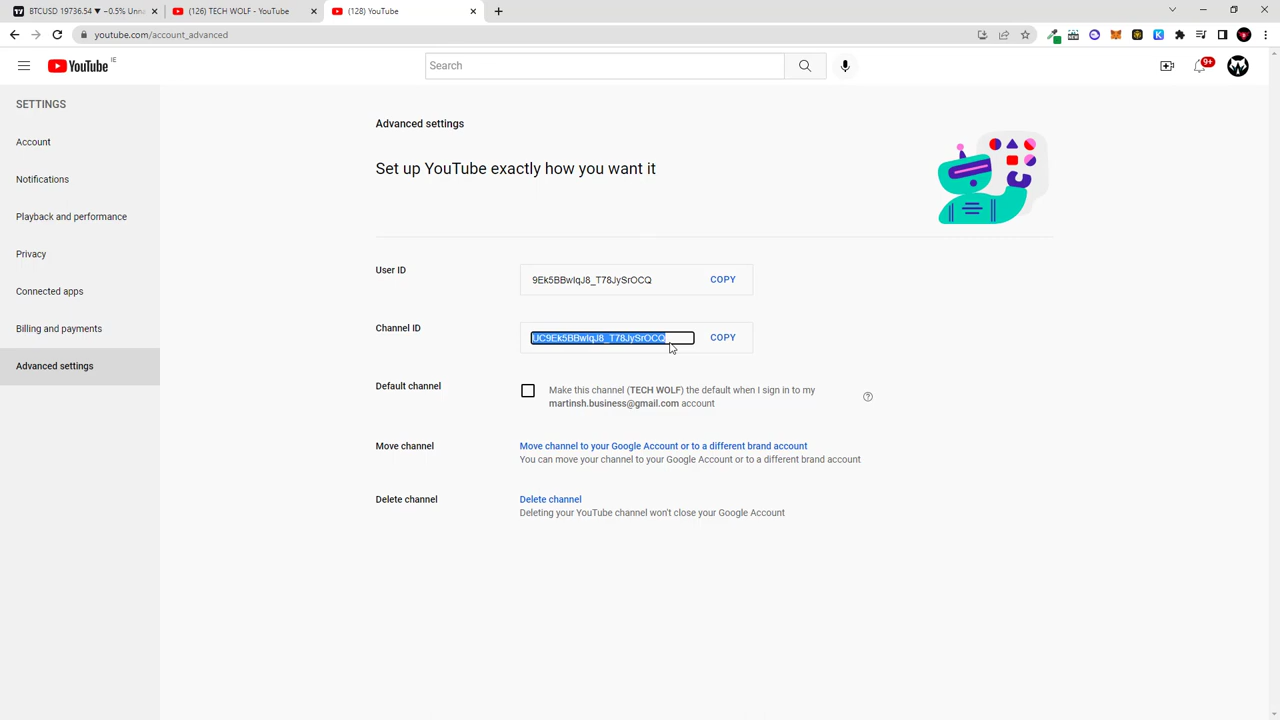 BTCUSD 19736.54 ▼ −0.5% Unna
(126) TECH WOLF - YouTube
(128) YouTube
youtube.com/account_advanced
YouTube IE
Search
9+
SETTINGS
Account
Notifications
Playback and performance
Privacy
Connected apps
Billing and payments
Advanced settings
Advanced settings
Set up YouTube exactly how you want it
User ID
9Ek5BBwIqJ8_T78JySrOCQ
COPY
Channel ID
UC9Ek5BBwIqJ8_T78JySrOCQ
COPY
Default channel
Make this channel (TECH WOLF) the default when I sign in to my
martinsh.business@gmail.com account
Move channel
Move channel to your Google Account or to a different brand account
You can move your channel to your Google Account or to a different brand account
Delete channel
Delete channel
Deleting your YouTube channel won't close your Google Account